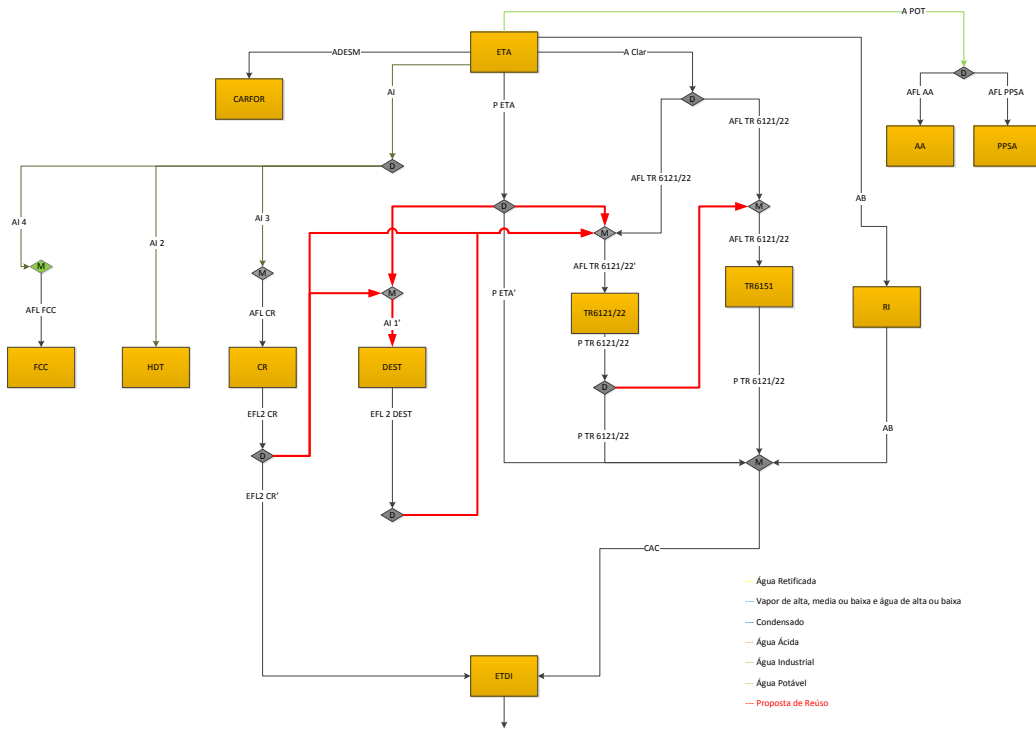 A POT
ETA
ADESM
A Clar
D
CARFOR
AI
AFL AA
AFL PPSA
D
P ETA
AFL TR 6121/22
AA
PPSA
D
AFL TR 6121/22
AB
D
M
AI 4
AI 3
M
AI 2
AFL TR 6121/22
M
M
AFL TR 6121/22'
M
P ETA'
TR6151
RI
AFL FCC
AFL CR
TR6121/22
AI 1'
P TR 6121/22
FCC
HDT
CR
DEST
P TR 6121/22
D
EFL2 CR
EFL 2 DEST
AB
P TR 6121/22
D
M
EFL2 CR'
D
CAC
Água Retificada
Vapor de alta, media ou baixa e água de alta ou baixa
Condensado
Água Ácida
Água Industrial
Água Potável
Proposta de Reúso
ETDI